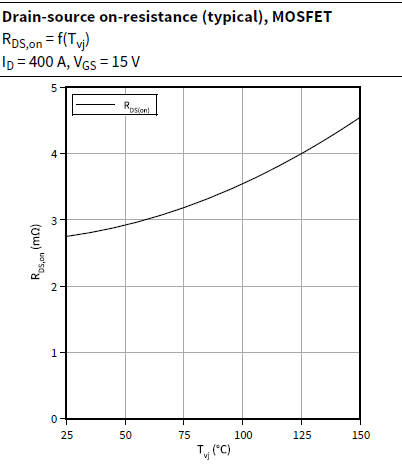 Drain-source on-resistance (typical), MOSFET
RDS,on = f(Tvj)
ID = 400 A, VGS = 15 V
5
RDS(on)
4
3
RDS,on (mΩ)
2
1
0
25 50 75 100 125 150
Tvj (°C)